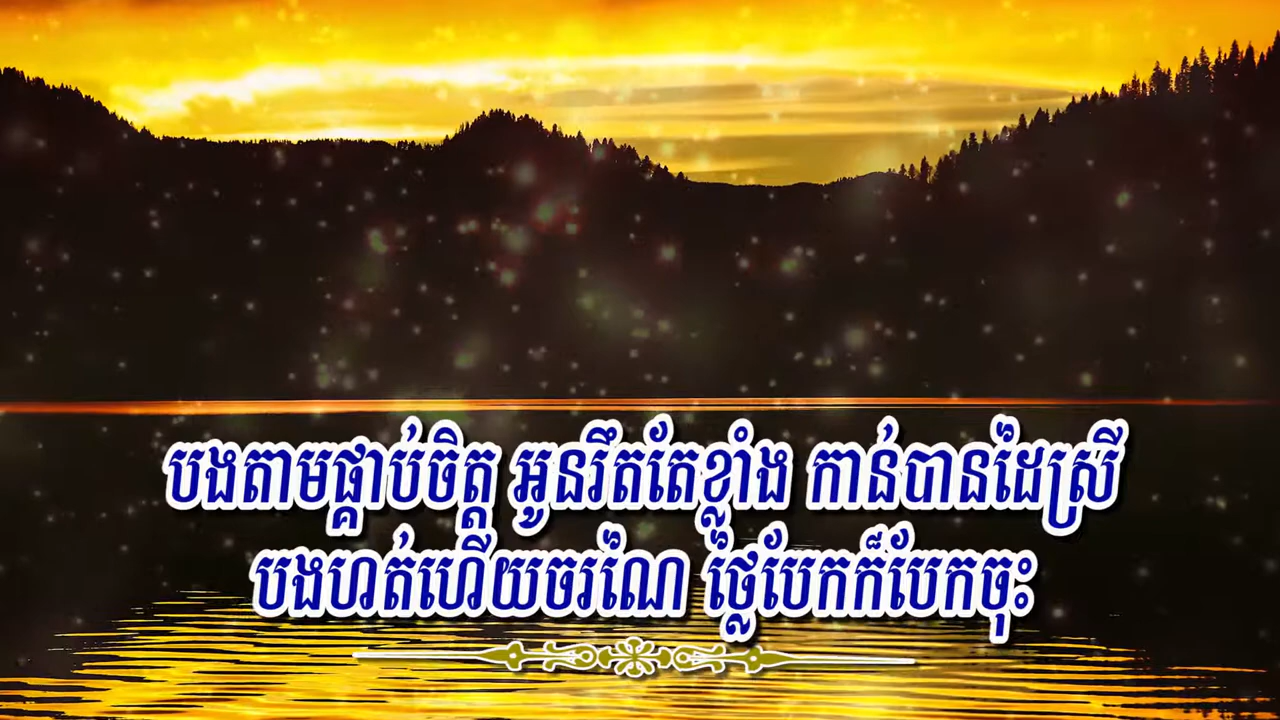 បងតាមផ្គាប់ចិត្ត អូនរឹតតែខ្លាំង កាន់បានដៃស្រី
បងហត់ហើយចរណៃ ថ្លៃបែកក៏បែកចុះ